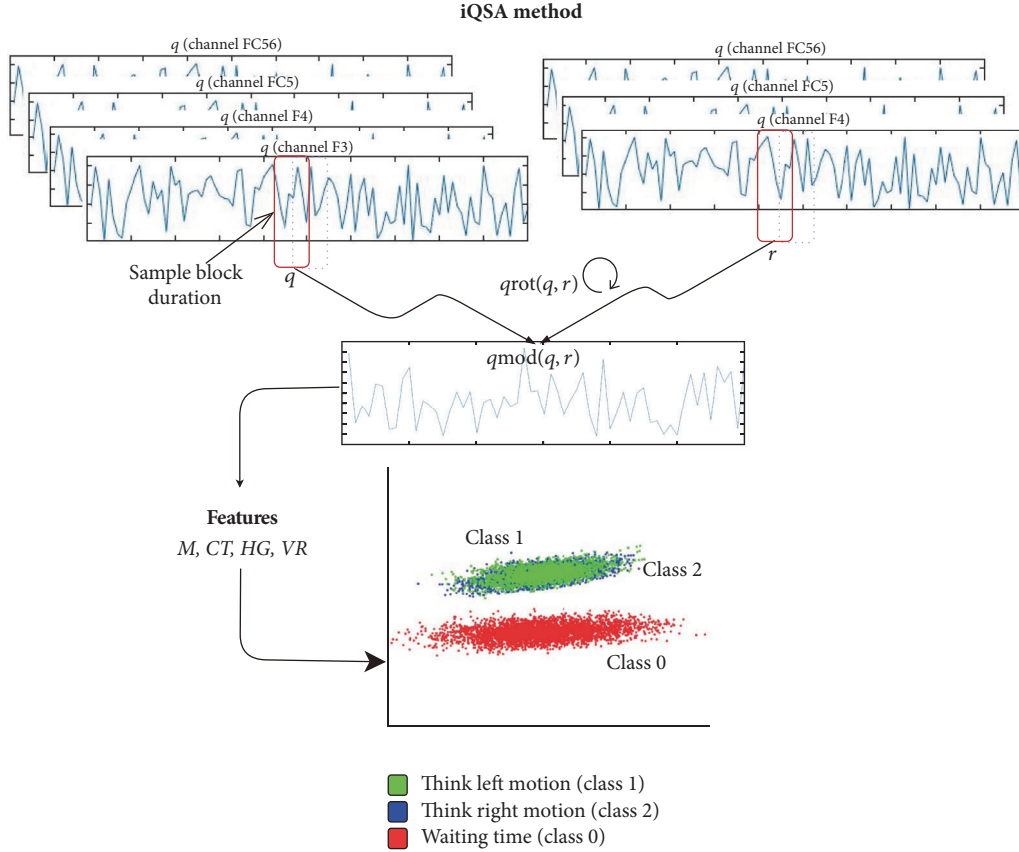 iQSA method
q (channel FC56)
q (channel FC5)
q (channel F4)
q (channel F3)
q (channel FC56)
q (channel FC5)
q (channel F4)
Sample block
duration
q
r
qrot(q, r)
qmod(q, r)
Features
M, CT, HG, VR
Class 1
Class 2
Class 0
Think left motion (class 1)
Think right motion (class 2)
Waiting time (class 0)